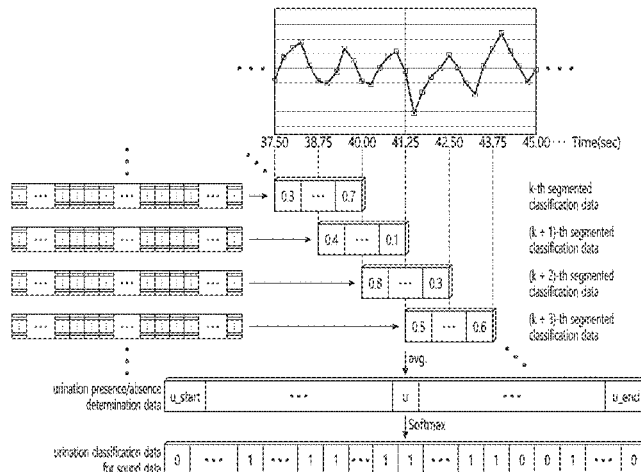 37.50 38.75 40.00 41.25 42.50 43.75 45.00 ··· Time(sec)
0.3 ··· 0.7
k-th segmented
classification data
0.4 ··· 0.1
(k + 1)-th segmented
classification data
0.8 ··· 0.3
(k + 2)-th segmented
classification data
0.5 ··· 0.6
(k + 3)-th segmented
classification data
avg.
urination presence/absence
determination data
u_start ··· u ··· u_end
Softmax
urination classification data
for sound data
0 ··· 1 ··· 1 1 ··· 1 1 ··· 1 1 0 0 1 ··· 0